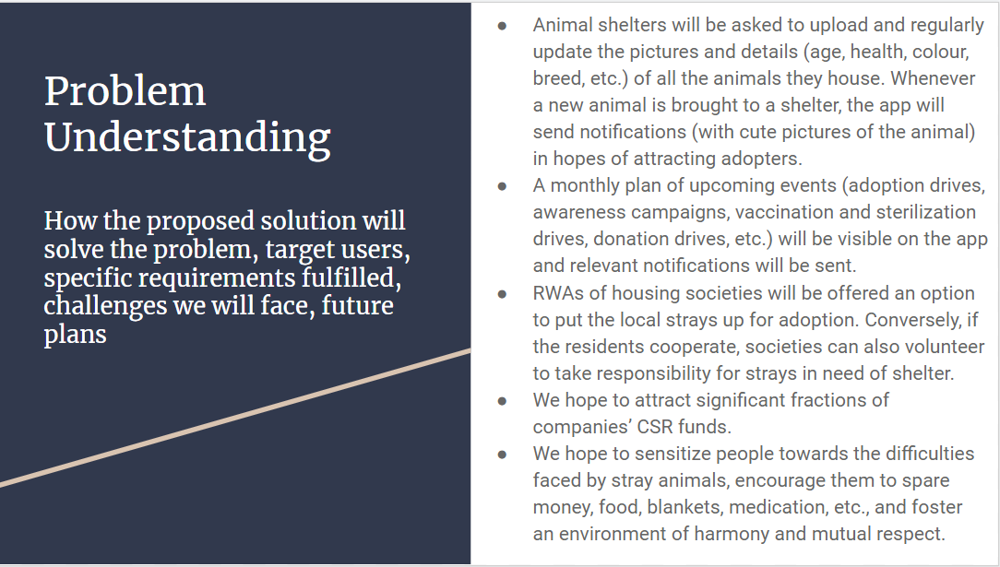 Problem
Understanding
How the proposed solution will
solve the problem, target users,
specific requirements fulfilled,
challenges we will face, future
plans
● Animal shelters will be asked to upload and regularly
update the pictures and details (age, health, colour,
breed, etc.) of all the animals they house. Whenever
a new animal is brought to a shelter, the app will
send notifications (with cute pictures of the animal)
in hopes of attracting adopters.
● A monthly plan of upcoming events (adoption drives,
awareness campaigns, vaccination and sterilization
drives, donation drives, etc.) will be visible on the app
and relevant notifications will be sent.
● RWAs of housing societies will be offered an option
to put the local strays up for adoption. Conversely, if
the residents cooperate, societies can also volunteer
to take responsibility for strays in need of shelter.
● We hope to attract significant fractions of
companies’ CSR funds.
● We hope to sensitize people towards the difficulties
faced by stray animals, encourage them to spare
money, food, blankets, medication, etc., and foster
an environment of harmony and mutual respect.